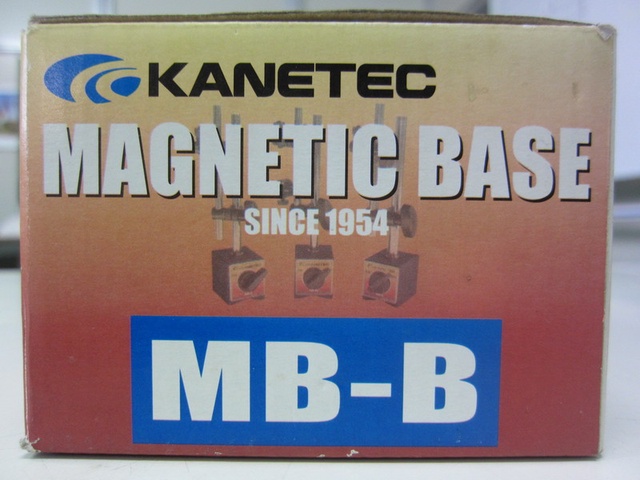 KANETEC
MAGNETIC BASE
SINCE 1954
MB-B